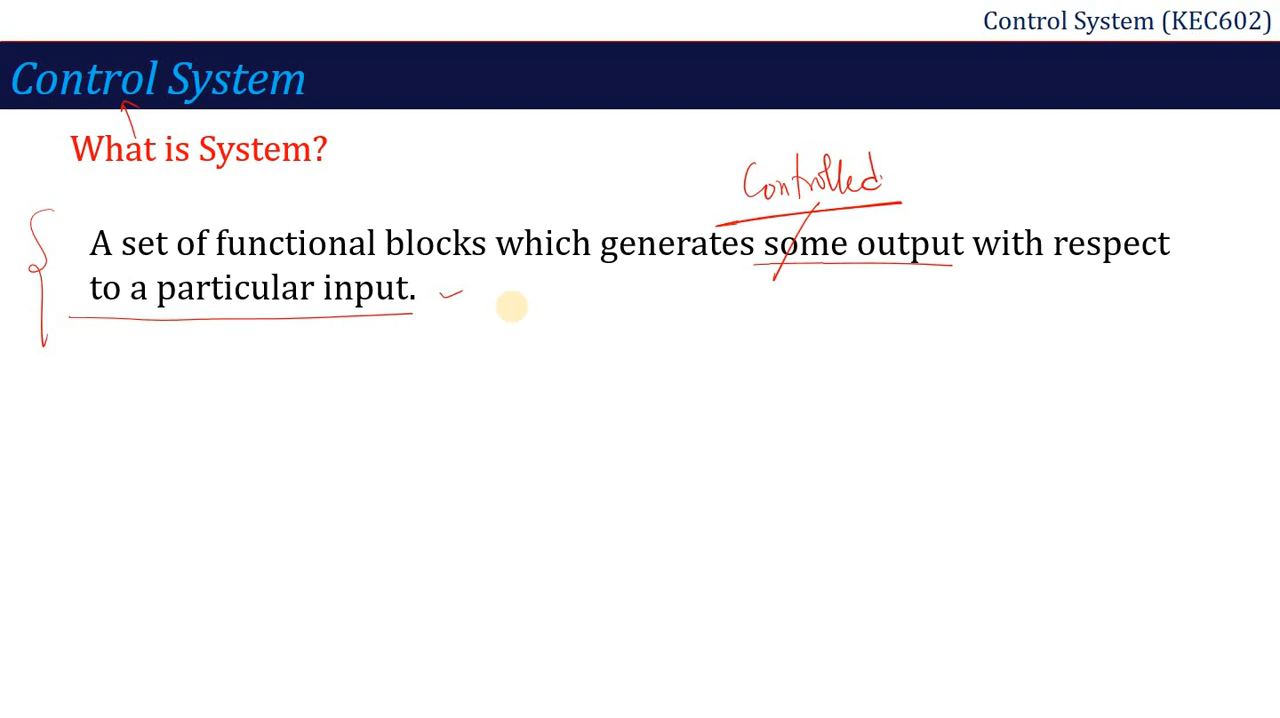 Control System (KEC602)
Control System
What is System?
Controlled
A set of functional blocks which generates some output with respect
to a particular input.